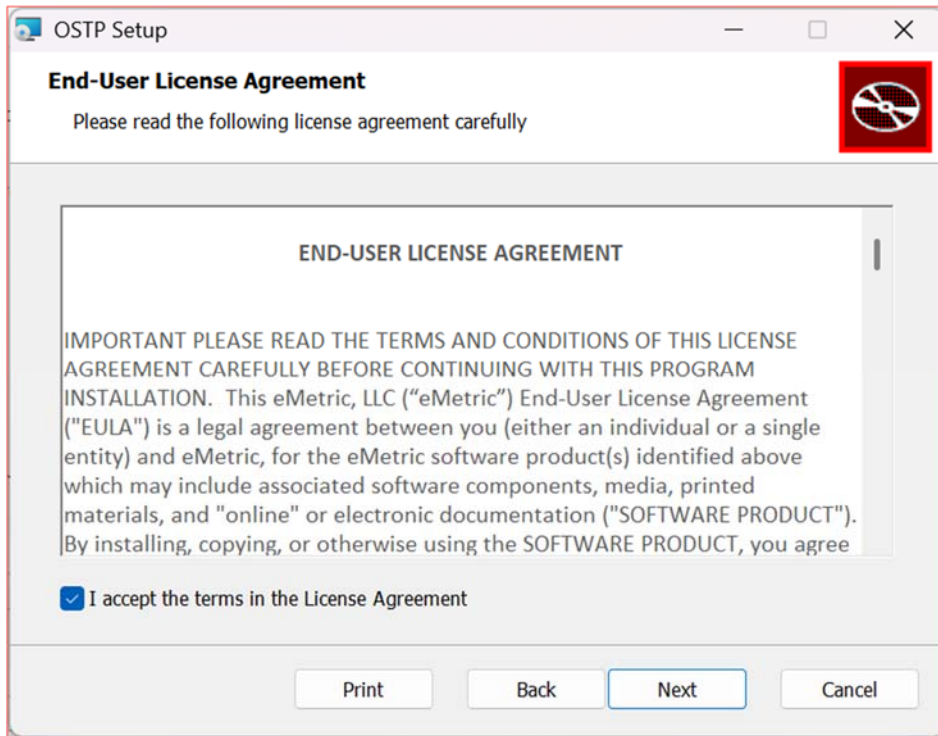 OSTP Setup
End-User License Agreement
Please read the following license agreement carefully
END-USER LICENSE AGREEMENT
IMPORTANT PLEASE READ THE TERMS AND CONDITIONS OF THIS LICENSE
AGREEMENT CAREFULLY BEFORE CONTINUING WITH THIS PROGRAM
INSTALLATION.  This eMetric, LLC (“eMetric”) End-User License Agreement
("EULA") is a legal agreement between you (either an individual or a single
entity) and eMetric, for the eMetric software product(s) identified above
which may include associated software components, media, printed
materials, and "online" or electronic documentation ("SOFTWARE PRODUCT").
By installing, copying, or otherwise using the SOFTWARE PRODUCT, you agree
I accept the terms in the License Agreement
Print Back Next Cancel